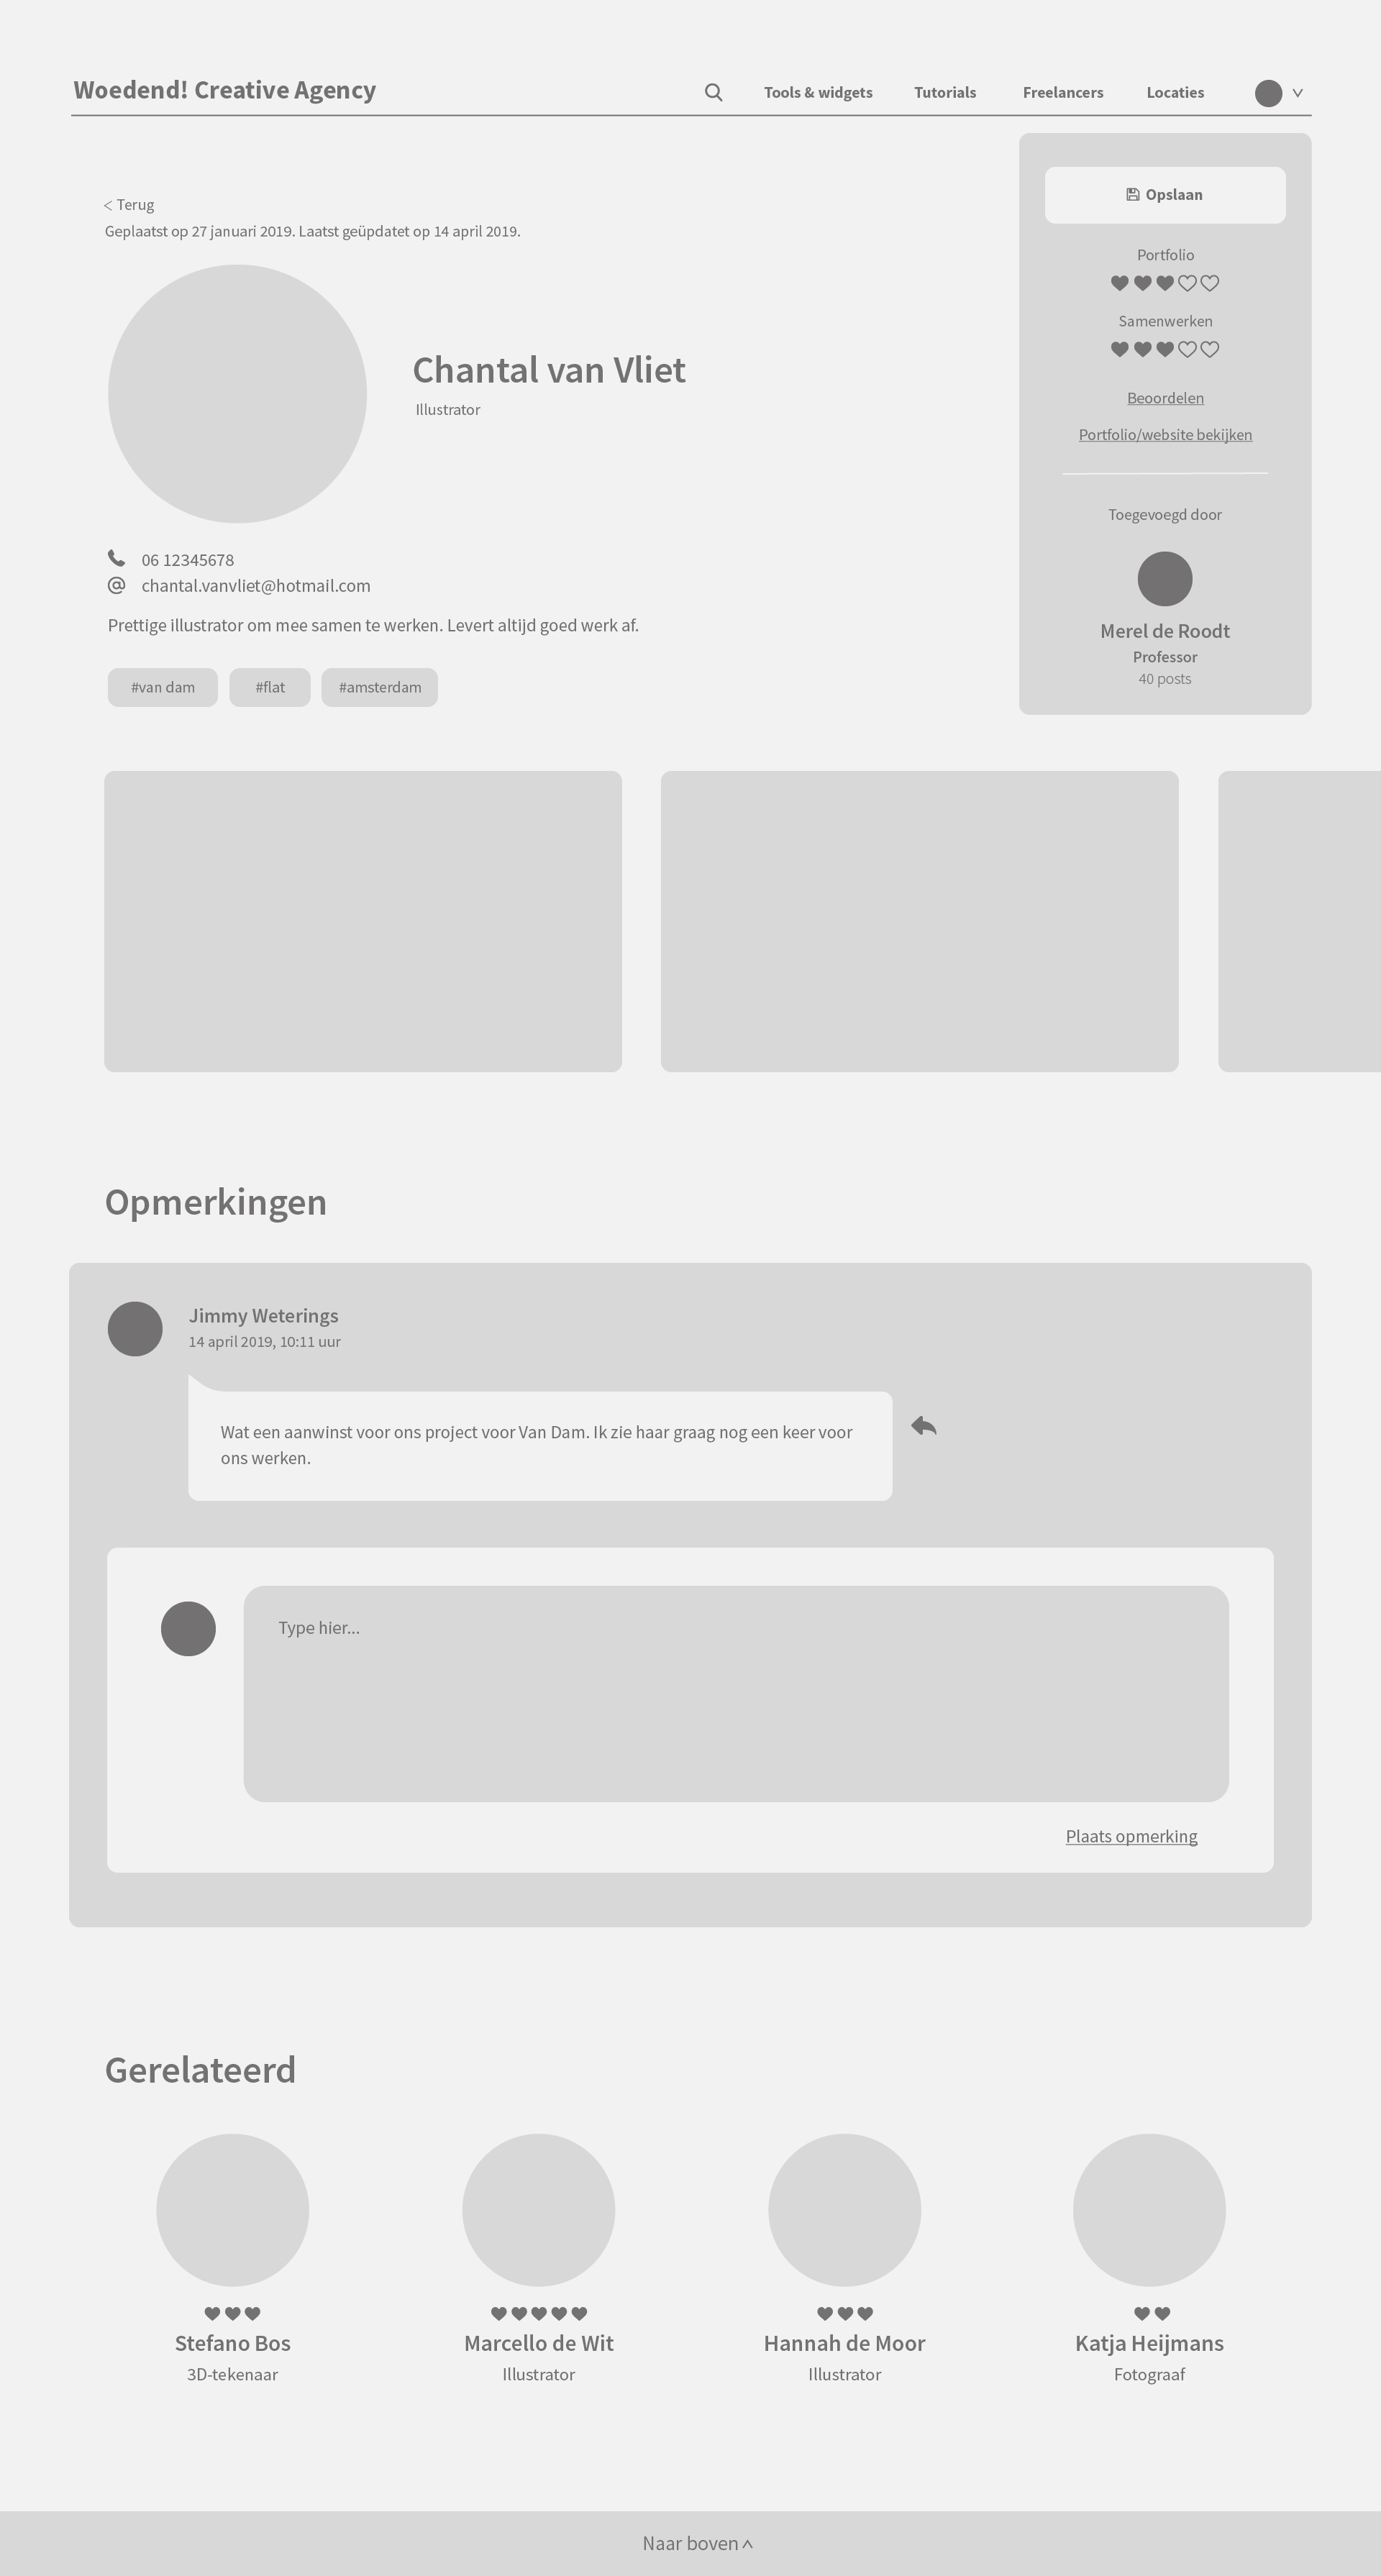 Woedend! Creative Agency
Tools & widgets
Tutorials
Freelancers
Locaties
< Terug
Geplaatst op 27 januari 2019. Laatst geüpdatet op 14 april 2019.
Chantal van Vliet
Illustrator
06 12345678
chantal.vanvliet@hotmail.com
Prettige illustrator om mee samen te werken. Levert altijd goed werk af.
#van dam
#flat
#amsterdam
Opslaan
Portfolio
Samenwerken
Beoordelen
Portfolio/website bekijken
Toegevoegd door
Merel de Roodt
Professor
40 posts
Opmerkingen
Jimmy Weterings
14 april 2019, 10:11 uur
Wat een aanwinst voor ons project voor Van Dam. Ik zie haar graag nog een keer voor
ons werken.
Type hier...
Plaats opmerking
Gerelateerd
Stefano Bos
3D-tekenaar
Marcello de Wit
Illustrator
Hannah de Moor
Illustrator
Katja Heijmans
Fotograaf
Naar boven